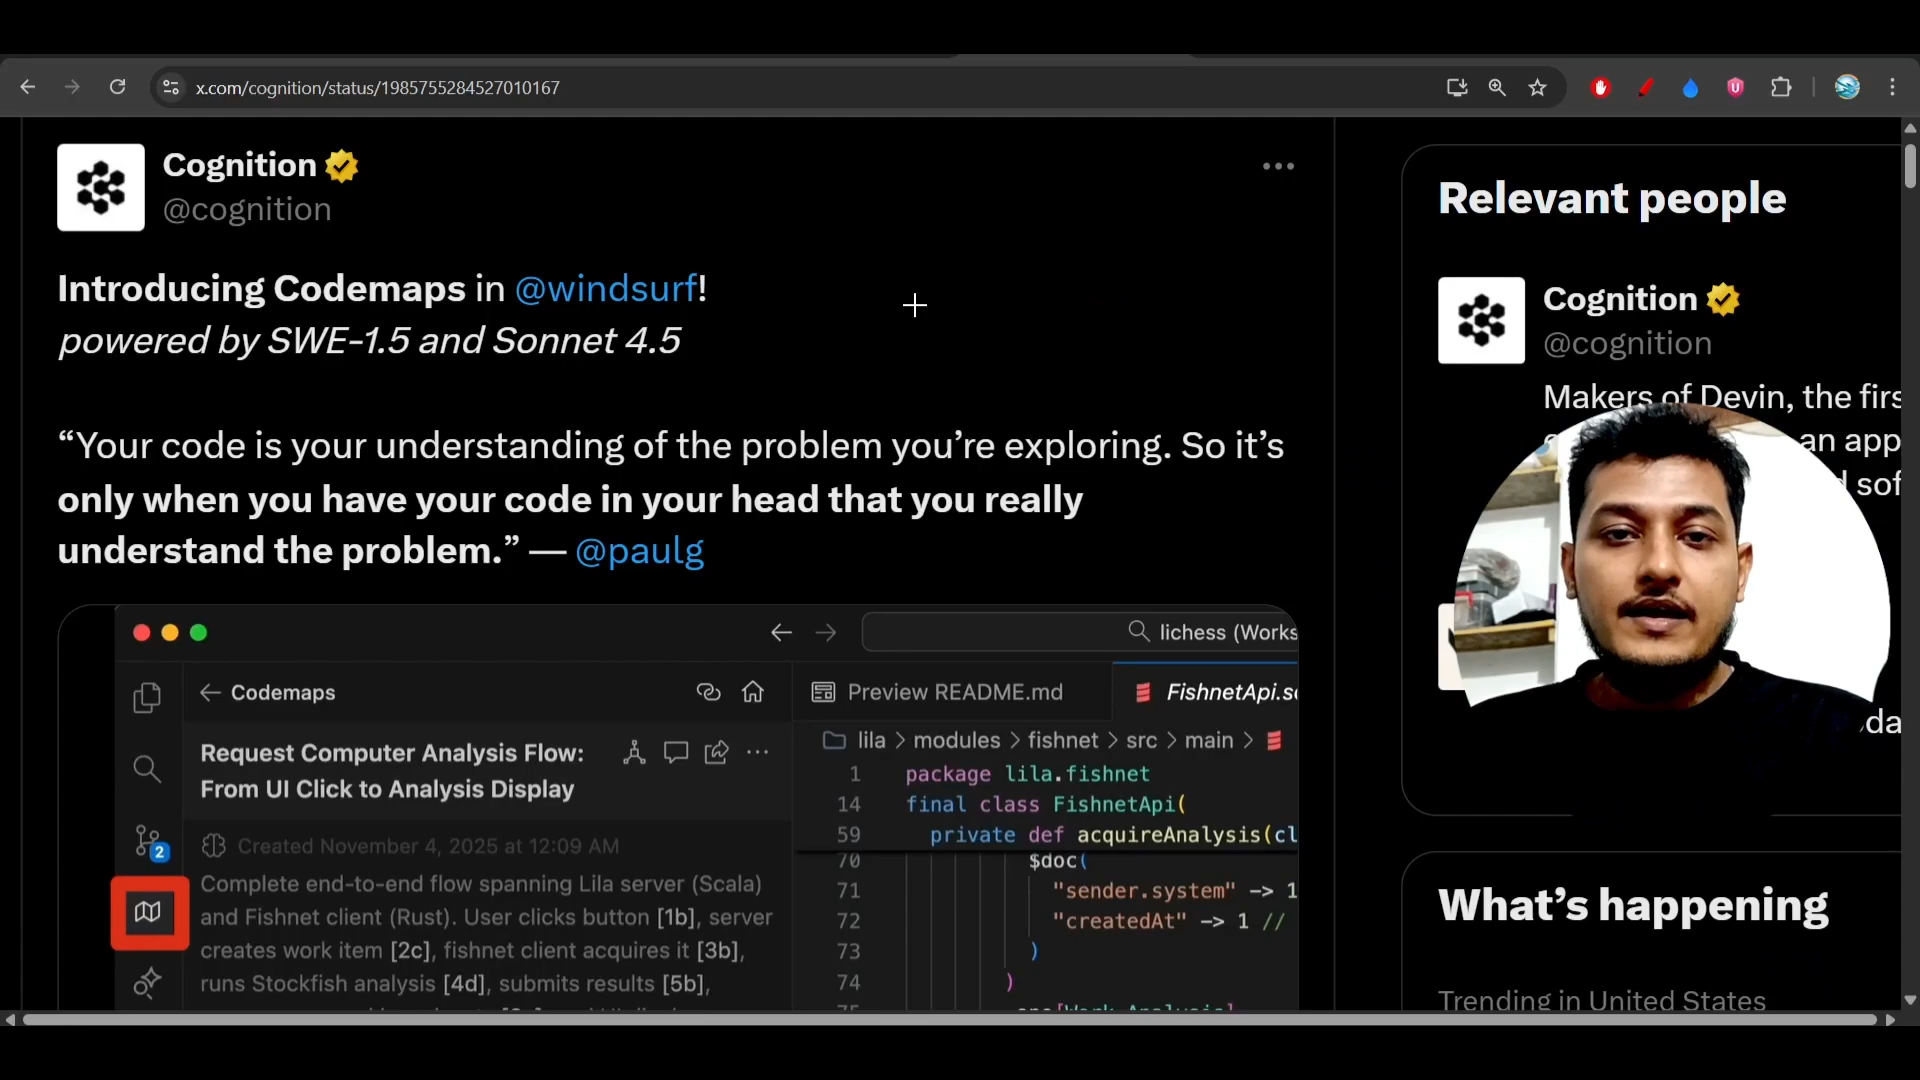 x.com/cognition/status/1985755284527010167
Cognition
@cognition
Introducing Codemaps in @windsurf!
powered by SWE-1.5 and Sonnet 4.5
“Your code is your understanding of the problem you’re exploring. So it’s
only when you have your code in your head that you really
understand the problem.” — @paulg
lichess (Works
Codemaps
Preview README.md
FishnetApi.sc
Request Computer Analysis Flow:
From UI Click to Analysis Display
Created November 4, 2025 at 12:09 AM
Complete end-to-end flow spanning Lila server (Scala)
and Fishnet client (Rust). User clicks button [1b], server
creates work item [2c], fishnet client acquires it [3b],
runs Stockfish analysis [4d], submits results [5b],
2
lila > modules > fishnet > src > main >
1 package lila.fishnet
14 final class FishnetApi(
59 private def acquireAnalysis(cl
70 $doc(
71 "sender.system" -> 1
72 "createdAt" -> 1 //
73 )
74 )
Relevant people
Cognition
@cognition
Makers of Devin, the firs
an app
sof
da
What’s happening
Trending in United States